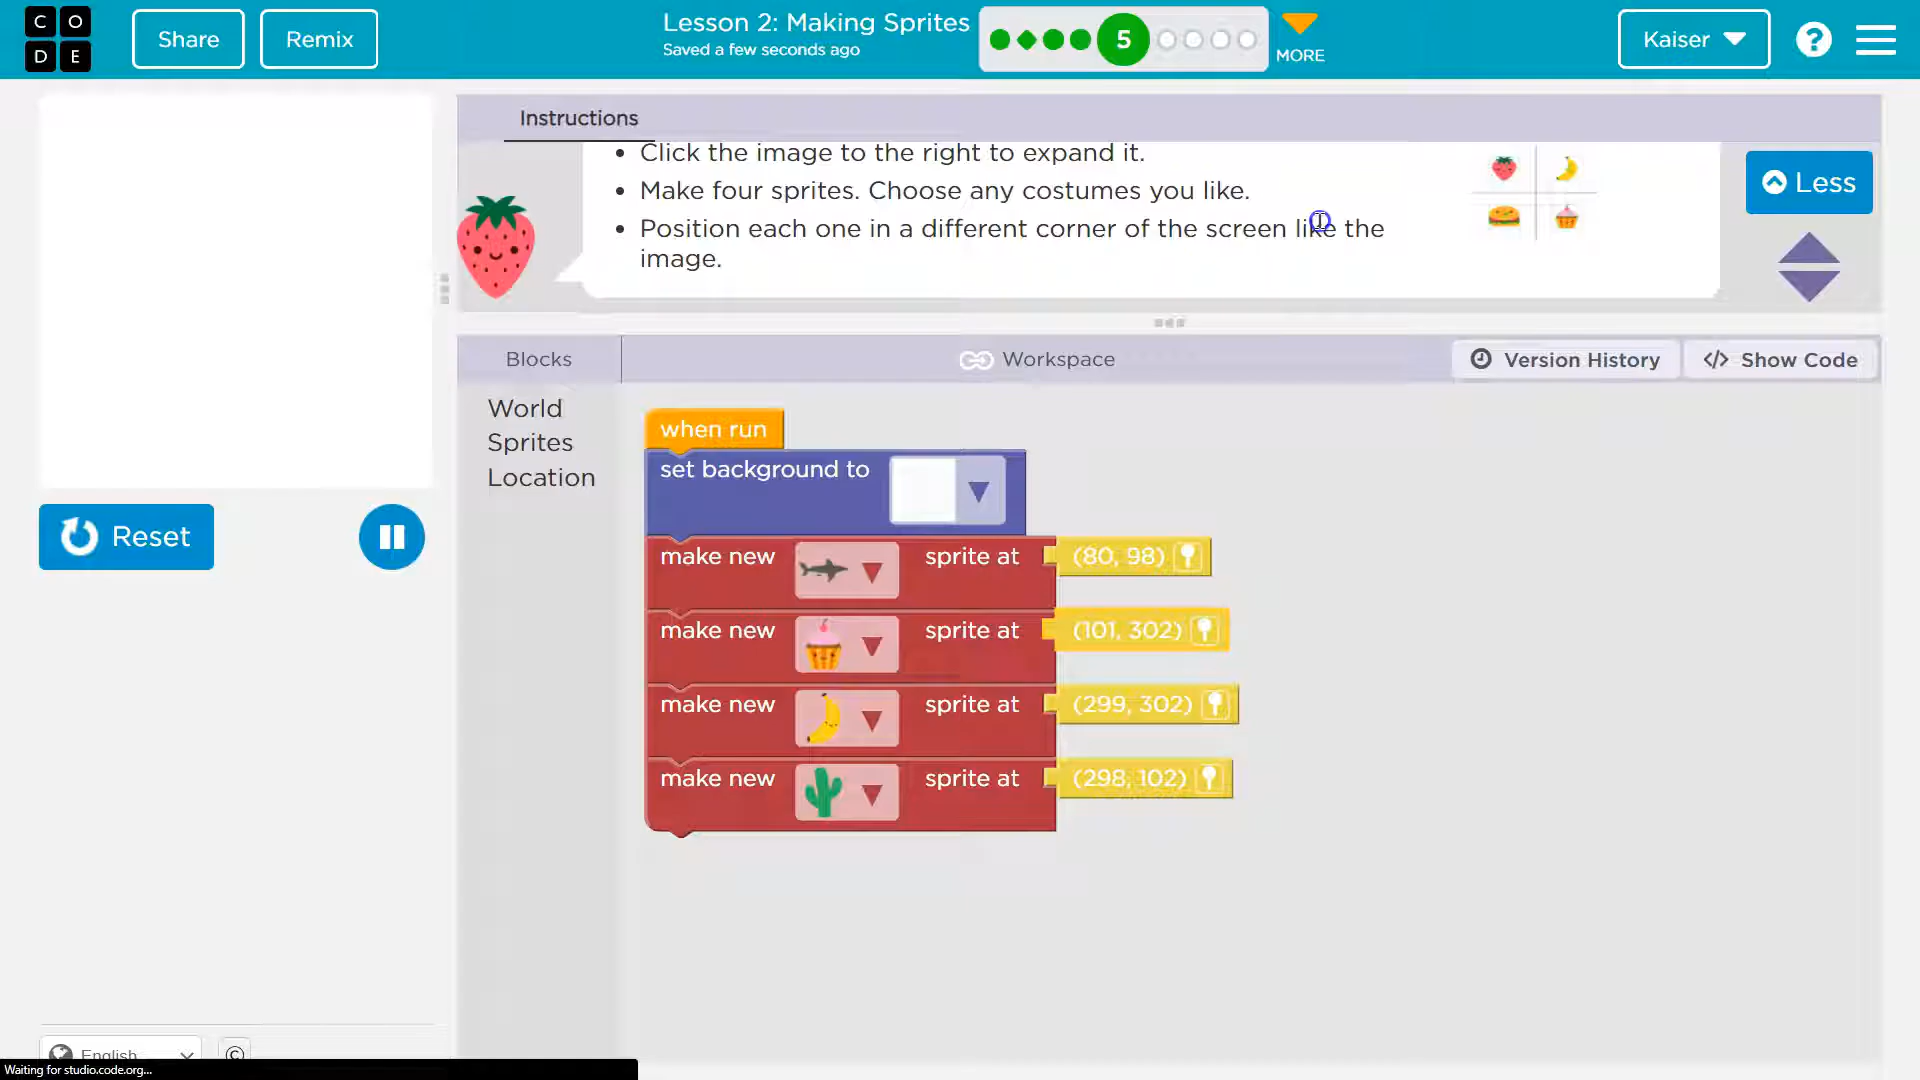 C O
D E
Share
Remix
Lesson 2: Making Sprites
Saved a few seconds ago
5
MORE
Kaiser
?
Instructions
Click the image to the right to expand it.
Make four sprites. Choose any costumes you like.
Position each one in a different corner of the screen like the
image.
Less
Blocks
Workspace
Version History
</> Show Code
World
Sprites
Location
when run
set background to
make new sprite at (80, 98)
make new sprite at (101, 302)
make new sprite at (299, 302)
make new sprite at (298, 102)
Reset
English
©
Waiting for studio.code.org...